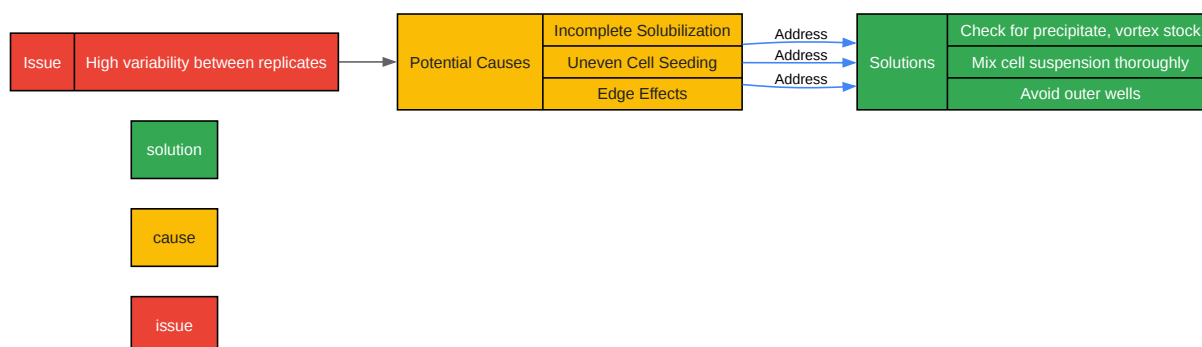 Issue
High variability between replicates
Potential Causes
Incomplete Solubilization
Uneven Cell Seeding
Edge Effects
Address
Address
Address
Solutions
Check for precipitate, vortex stock
Mix cell suspension thoroughly
Avoid outer wells
solution
cause
issue